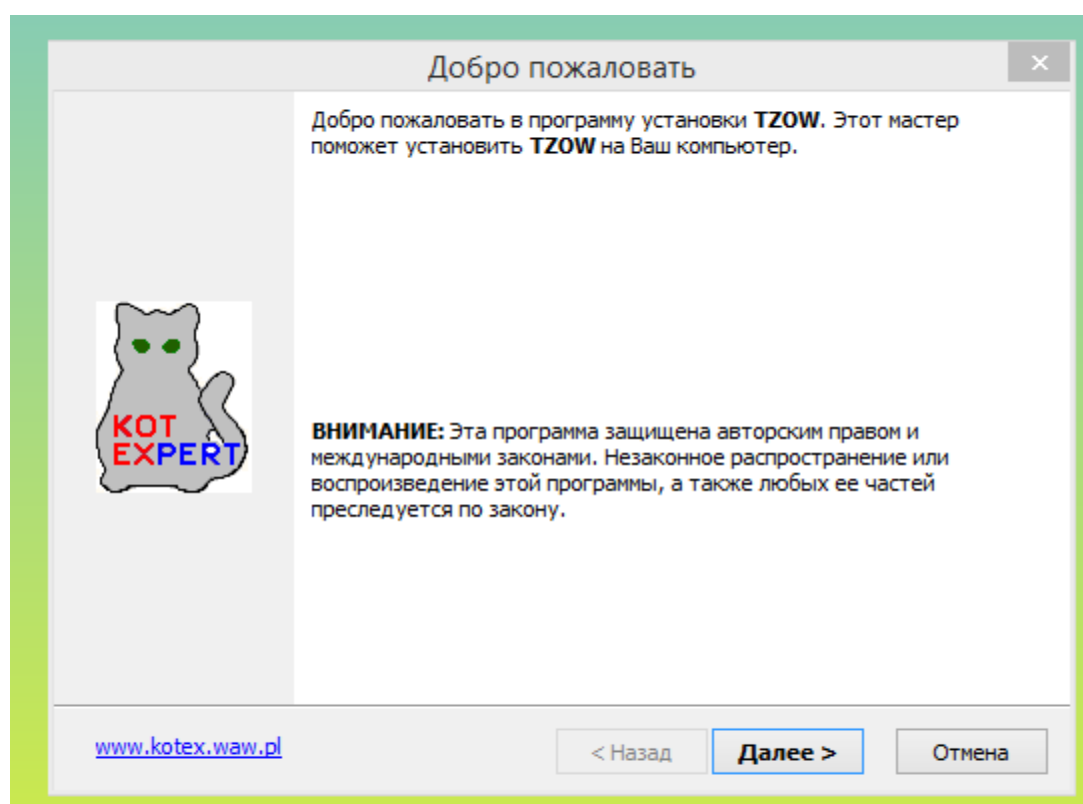 Добро пожаловать
Добро пожаловать в программу установки TZOW. Этот мастер
поможет установить TZOW на Ваш компьютер.
KOT
EXPERT
ВНИМАНИЕ: Эта программа защищена авторским правом и
международными законами. Незаконное распространение или
воспроизведение этой программы, а также любых ее частей
преследуется по закону.
www.kotex.waw.pl
< Назад
Далее >
Отмена